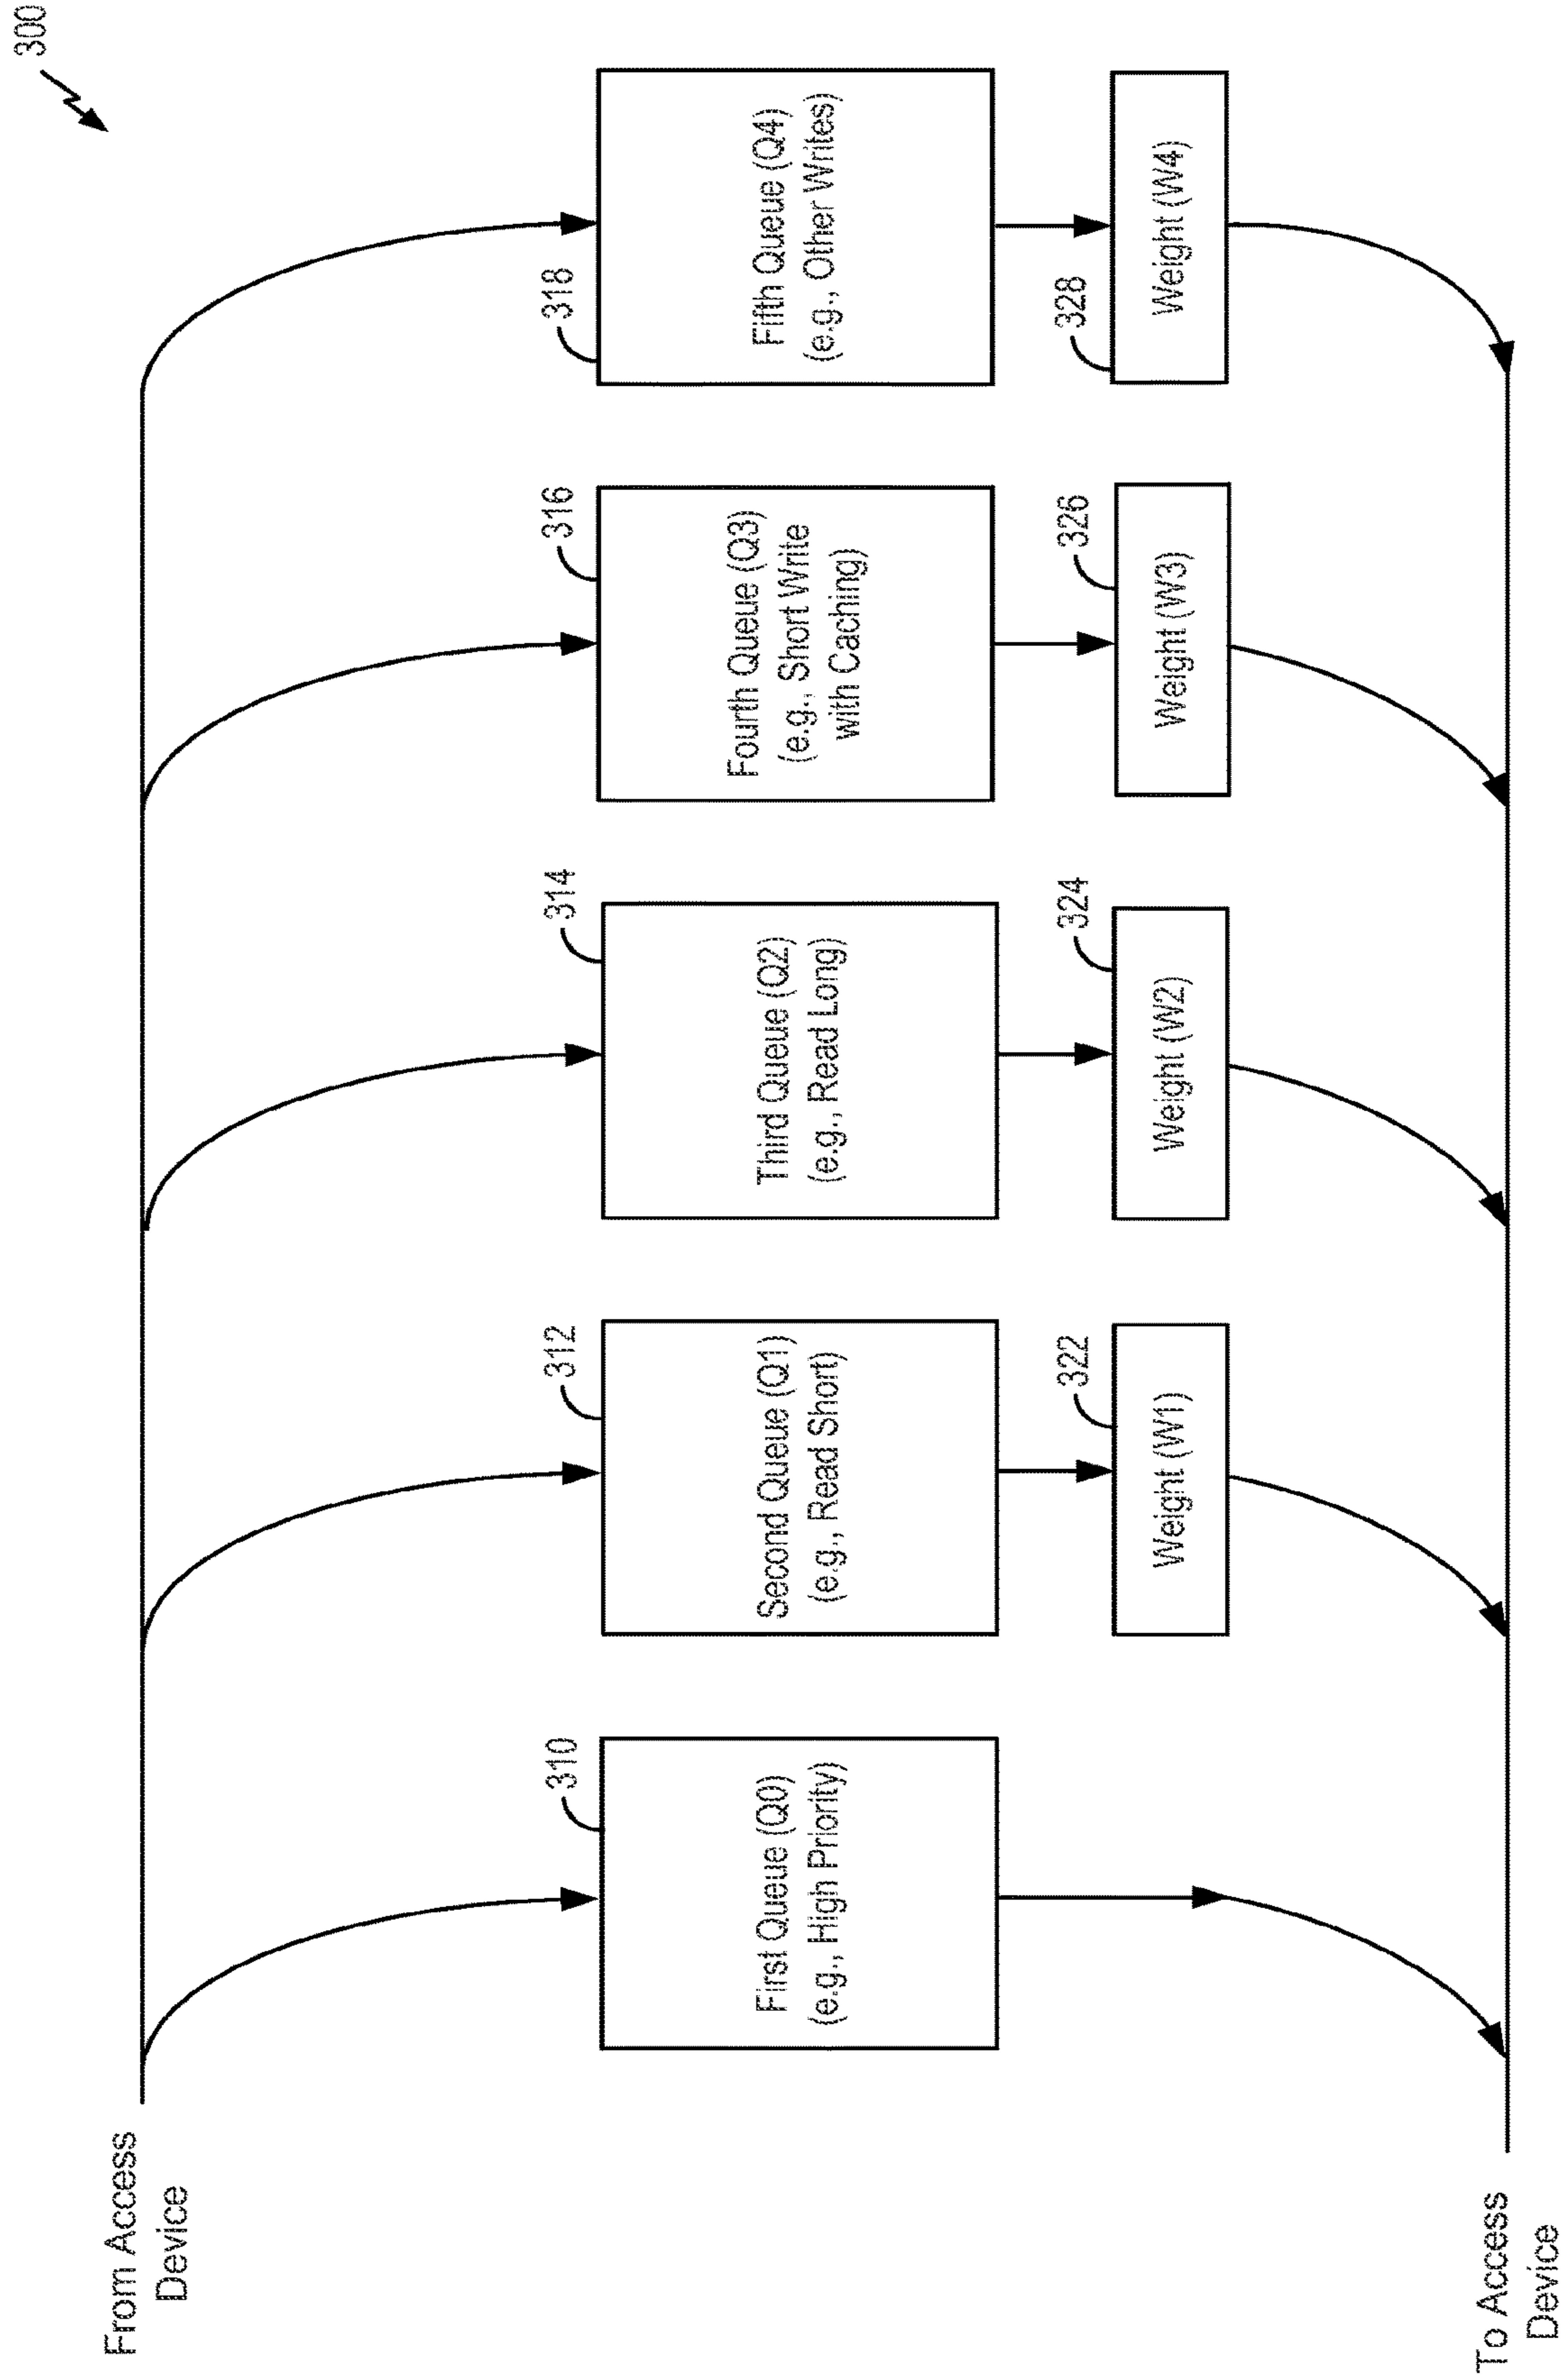 300
From Access
Device
310
First Queue (Q0)
(e.g., High Priority)
312
Second Queue (Q1)
(e.g., Read Short)
314
Third Queue (Q2)
(e.g., Read Long)
316
Fourth Queue (Q3)
(e.g., Short Write
with Caching)
318
Fifth Queue (Q4)
(e.g., Other Writes)
322
Weight (W1)
324
Weight (W2)
326
Weight (W3)
328
Weight (W4)
To Access
Device